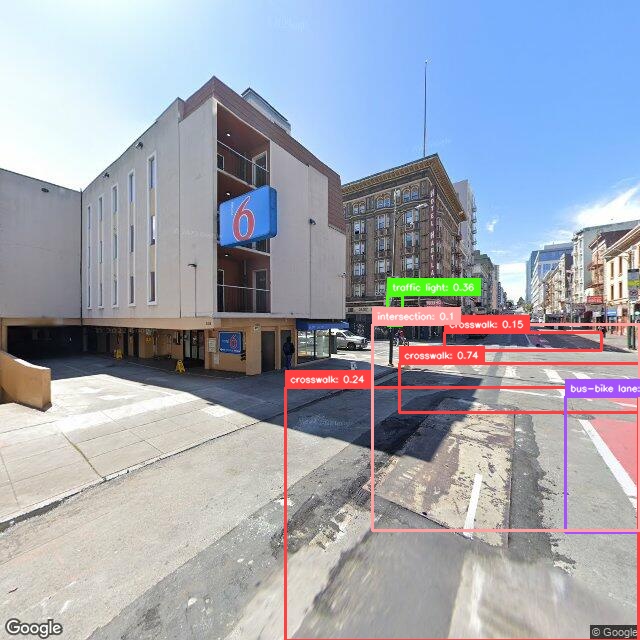 6
6
traffic light: 0.36
intersection: 0.1
crosswalk: 0.15
crosswalk: 0.74
crosswalk: 0.24
bus-bike lane:
Google
© Google